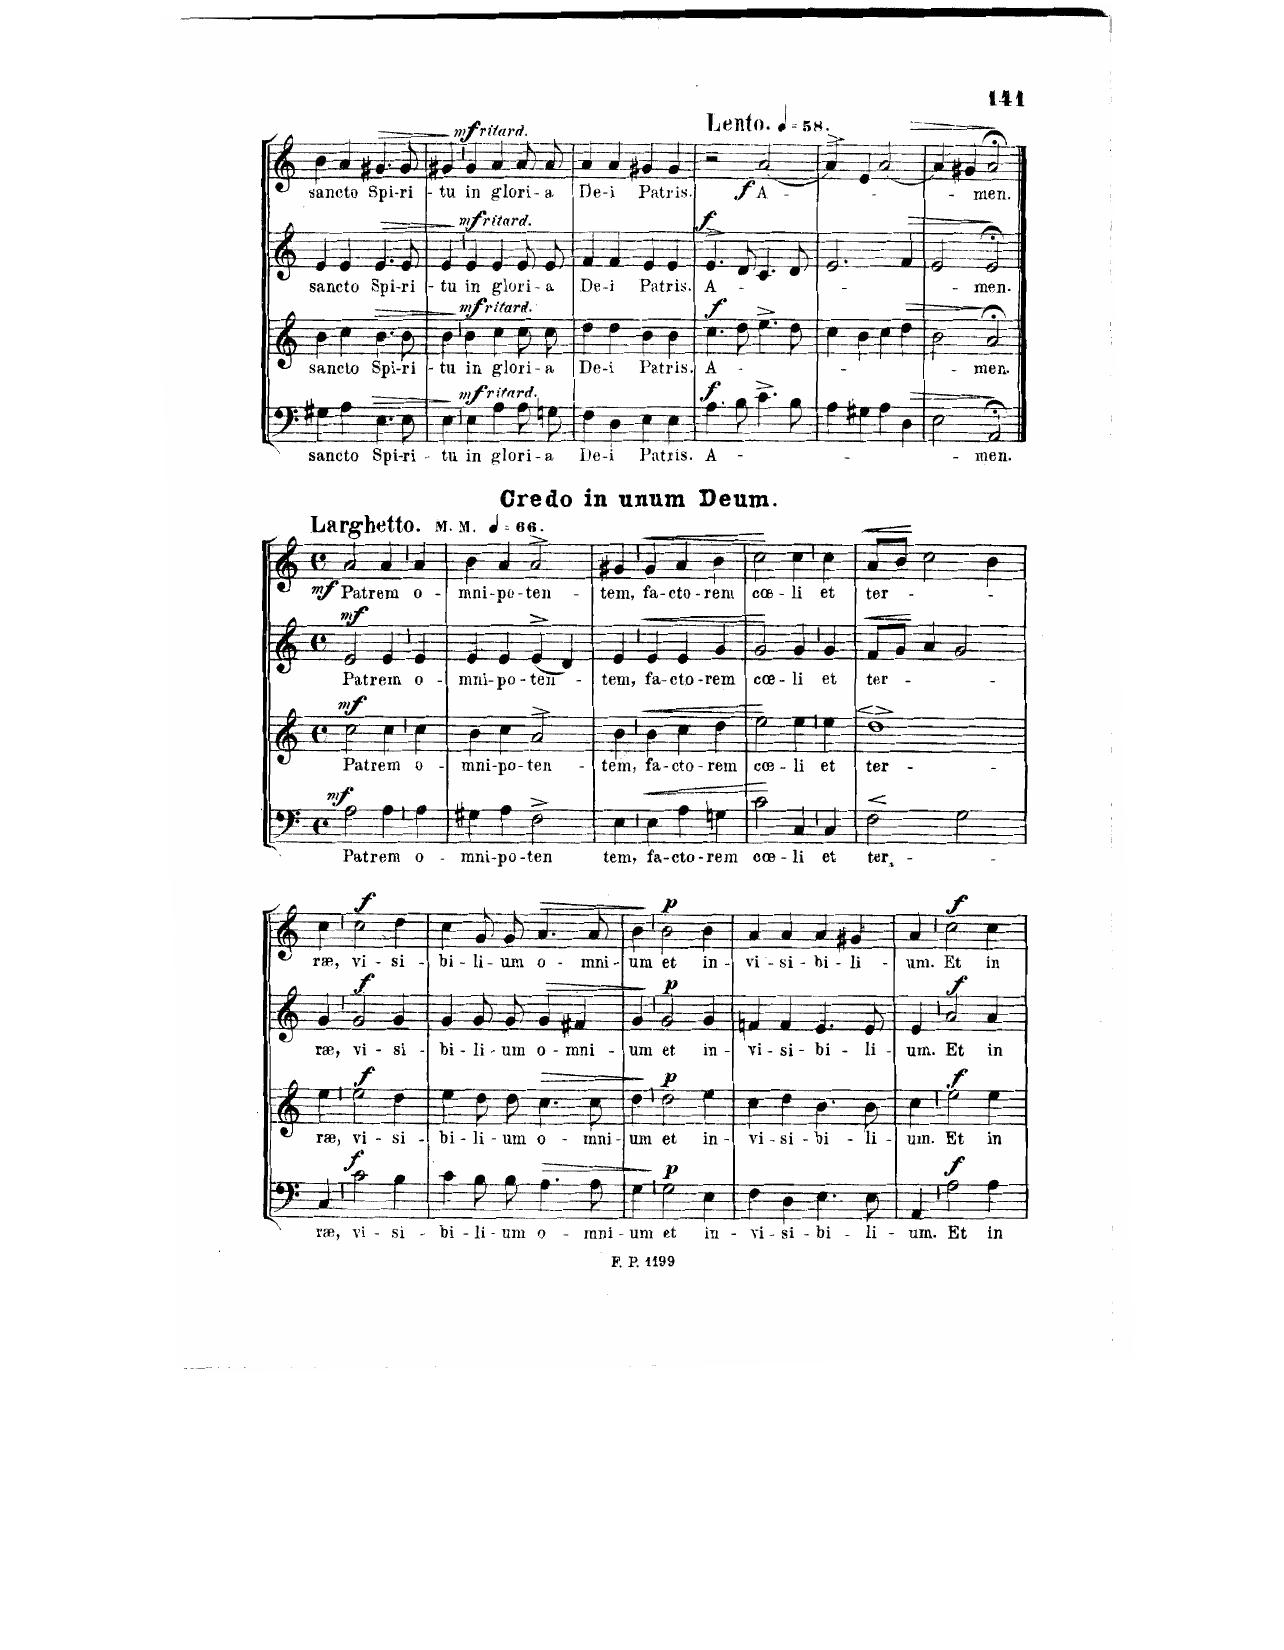 141
Lento. ♩ = 58.
mf ritard.
sancto Spi-ri - tu in glori-a De-i Patris. f A - - - men.
mf ritard. f
sancto Spi-ri - tu in glori-a De-i Patris. A - - - men.
mf ritard. f
sancto Spi-ri - tu in glori-a De-i Patris. A - - - men.
mf ritard. f
sancto Spi-ri - tu in glori-a De-i Patris. A - - - men.
Credo in unum Deum.
Larghetto. M. M. ♩ = 66.
mf Patrem o - mni-po-ten - tem, fa-cto-rem cœ-li et ter - -
mf
Patrem o - mni-po-ten - tem, fa-cto-rem cœ-li et ter - -
mf
Patrem o - mni-po-ten - tem, fa-cto-rem cœ-li et ter - -
mf
Patrem o - mni-po-ten tem, fa-cto-rem cœ-li et ter - -
f p f
ræ, vi - si - bi - li - um o - mni - um et in - vi - si - bi - li - um. Et in
f p f
ræ, vi - si - bi - li - um o - mni - um et in - vi - si - bi - li - um. Et in
f p f
ræ, vi - si - bi - li - um o - mni - um et in - vi - si - bi - li - um. Et in
f p f
ræ, vi - si - bi - li - um o - mni - um et in - vi - si - bi - li - um. Et in
F. P. 1199